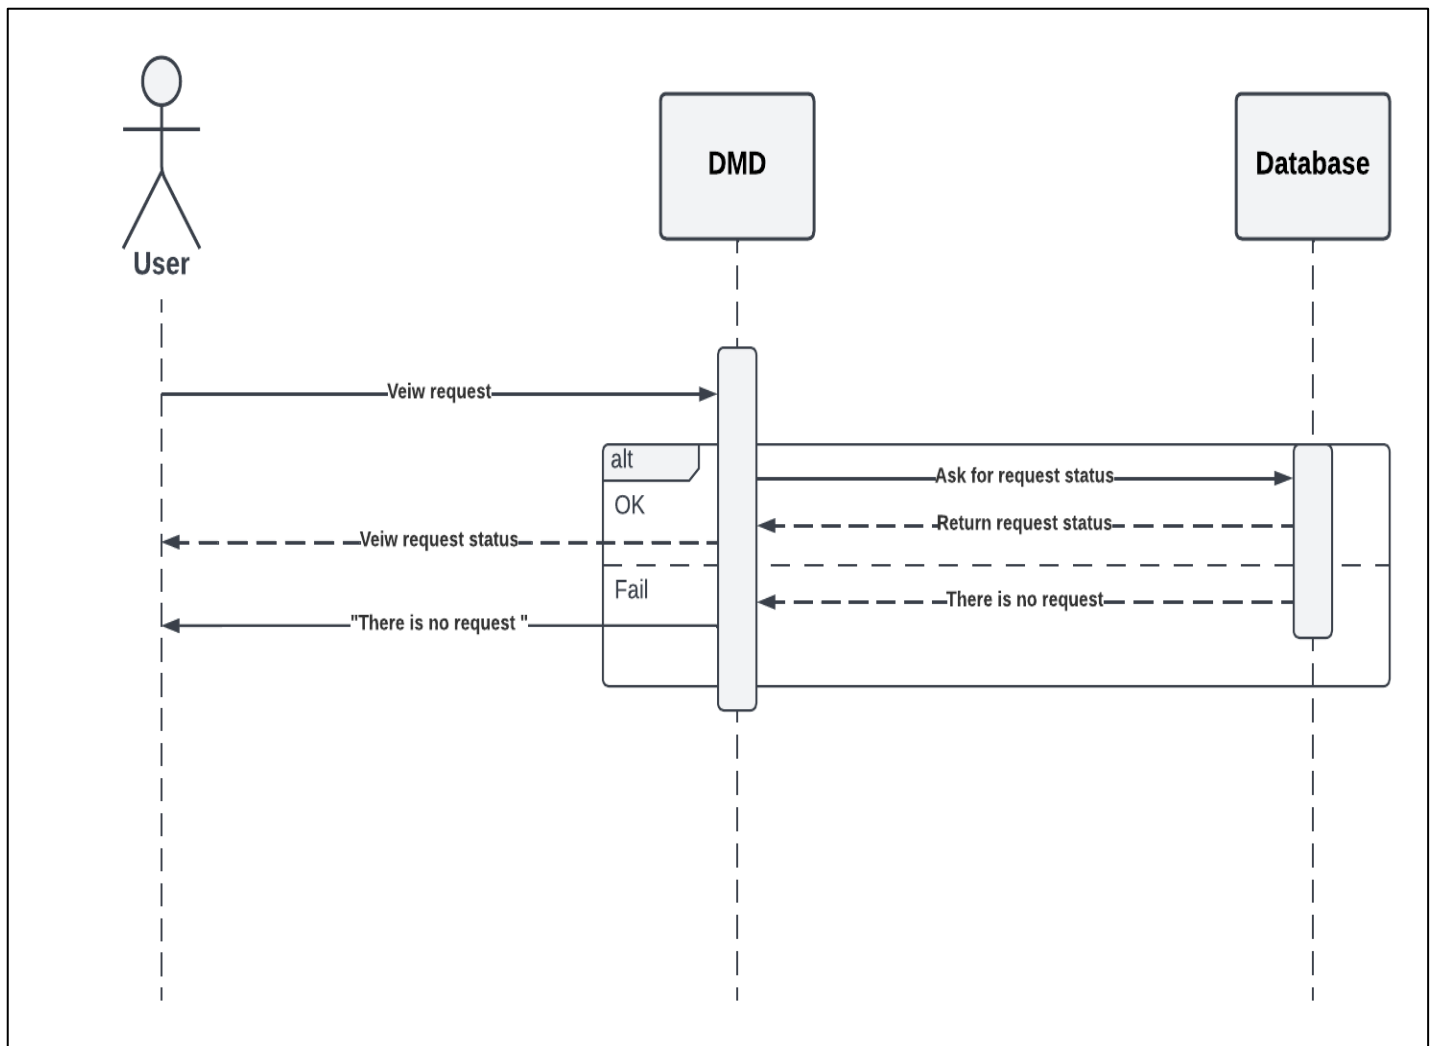 User
DMD
Database
Veiw request
alt
Ask for request status
OK
Return request status
Veiw request status
Fail
There is no request
"There is no request "